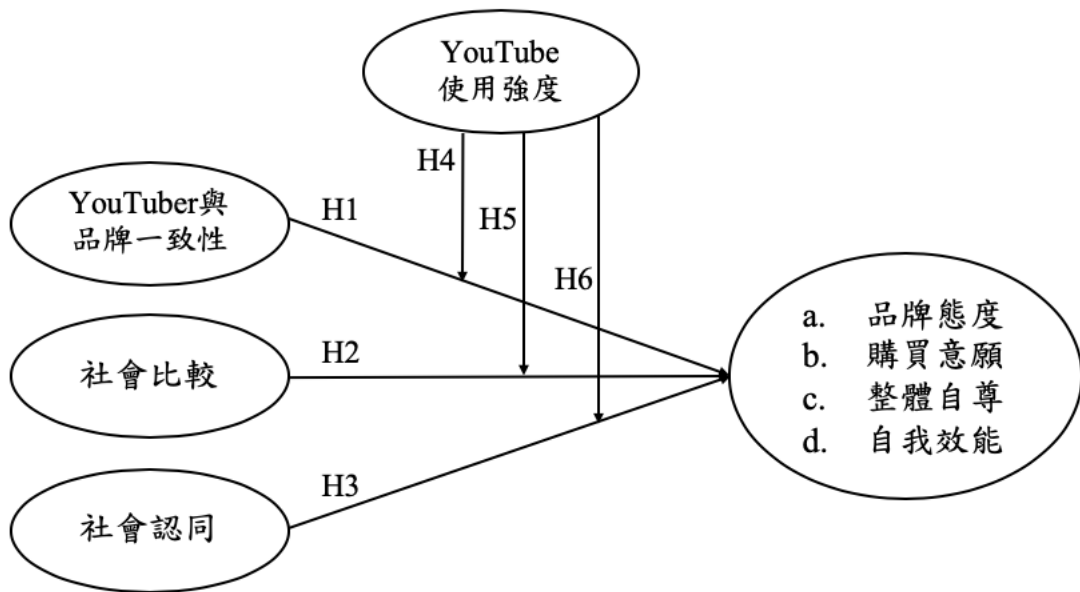 YouTube
使用強度
H4
YouTuber與
品牌一致性
H1
H5
H6
社會比較
H2
a. 品牌態度
b. 購買意願
c. 整體自尊
d. 自我效能
社會認同
H3